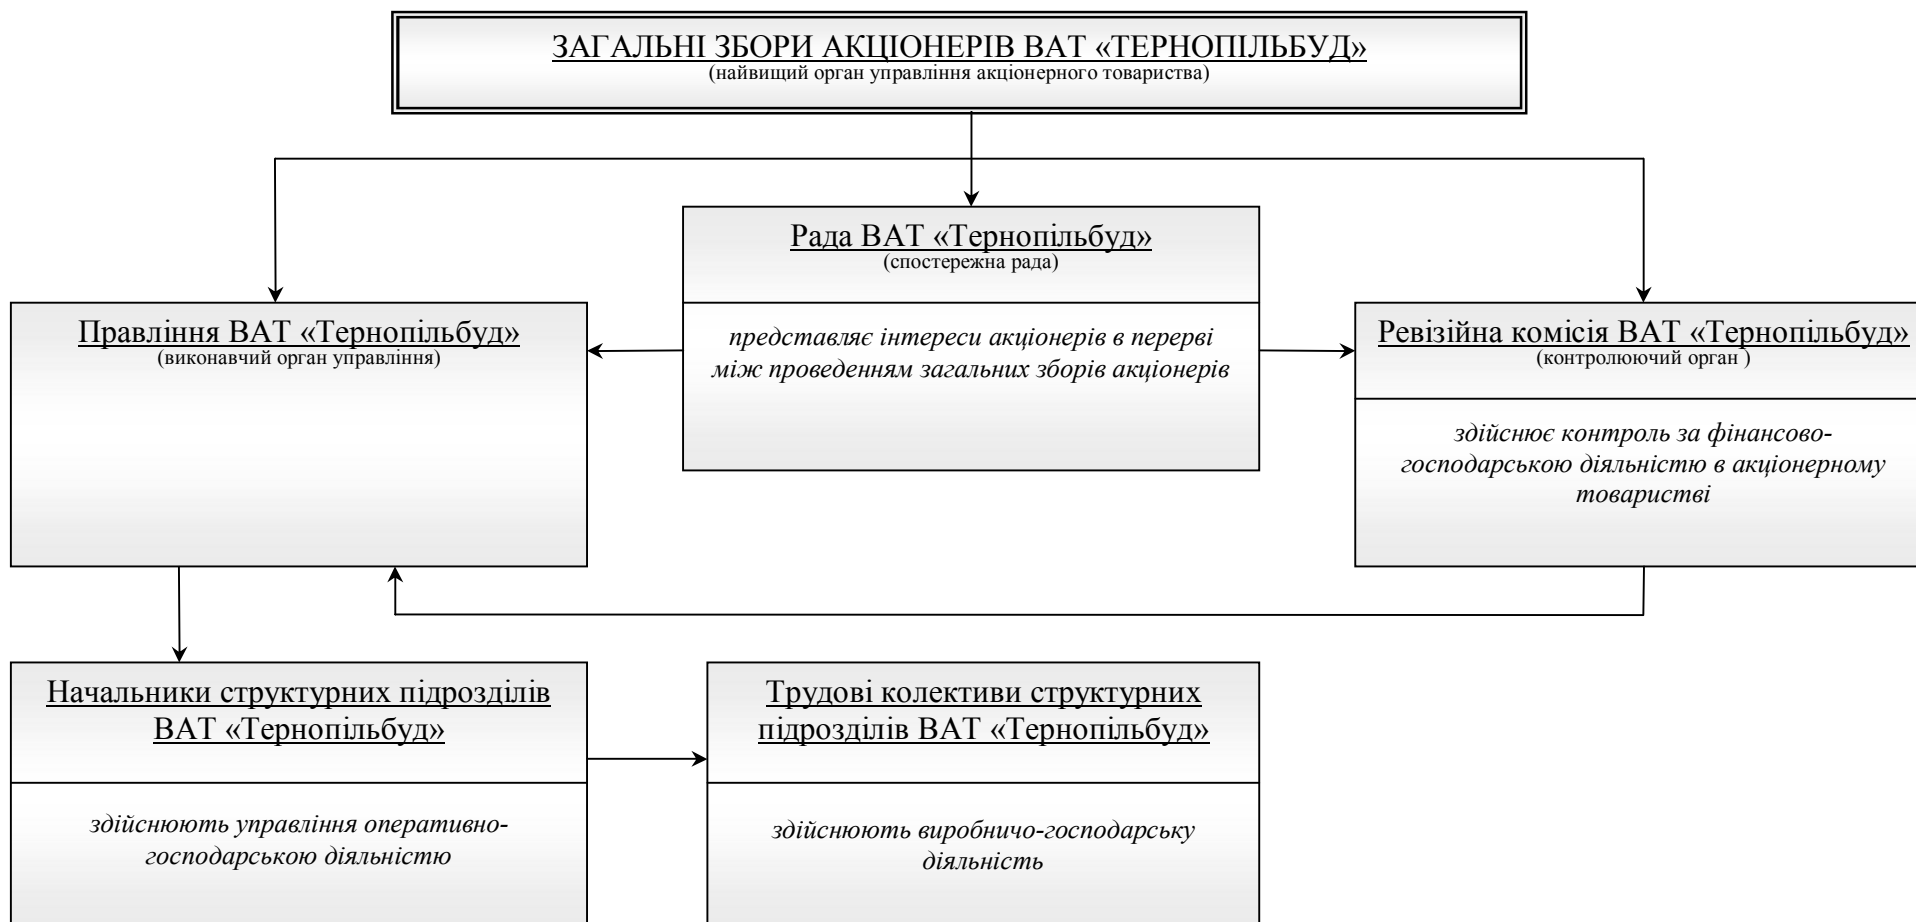 ЗАГАЛЬНІ ЗБОРИ АКЦІОНЕРІВ ВАТ «ТЕРНОПІЛЬБУД»
(найвищий орган управління акціонерного товариства)
Рада ВАТ «Тернопільбуд»
(спостережна рада)
представляє інтереси акціонерів в перерві
між проведенням загальних зборів акціонерів
Правління ВАТ «Тернопільбуд»
(виконавчий орган управління)
Ревізійна комісія ВАТ «Тернопільбуд»
(контролюючий орган )
здійснює контроль за фінансово-
господарською діяльністю в акціонерному
товаристві
Начальники структурних підрозділів
ВАТ «Тернопільбуд»
здійснюють управління оперативно-
господарською діяльністю
Трудові колективи структурних
підрозділів ВАТ «Тернопільбуд»
здійснюють виробничо-господарську
діяльність